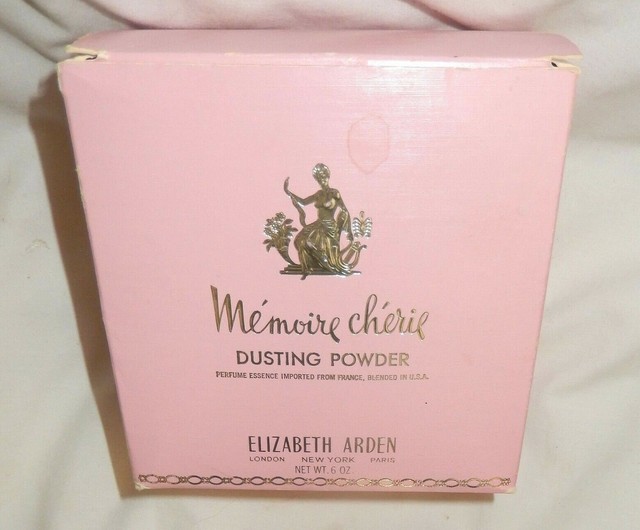 Mémoire chérie
DUSTING POWDER
PERFUME ESSENCE IMPORTED FROM FRANCE, BLENDED IN U.S.A.
ELIZABETH ARDEN
LONDON NEW YORK PARIS
NET WT. 6 OZ.